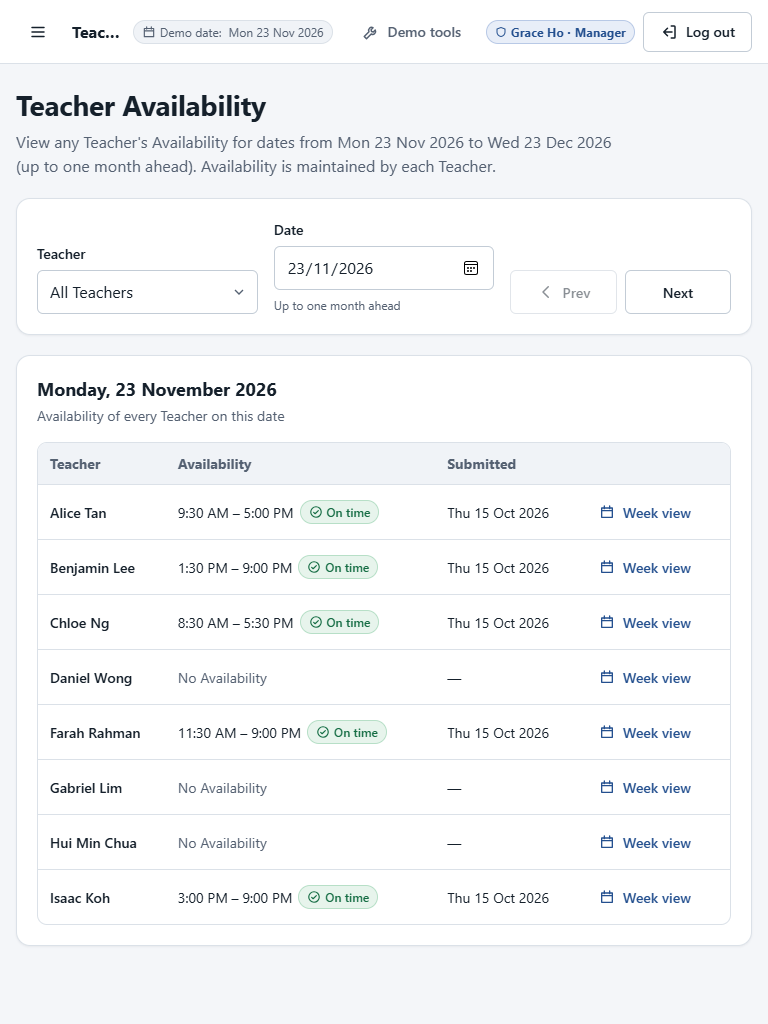 Teac...
Demo date: Mon 23 Nov 2026
Demo tools
Grace Ho · Manager
Log out
Teacher Availability
View any Teacher's Availability for dates from Mon 23 Nov 2026 to Wed 23 Dec 2026
(up to one month ahead). Availability is maintained by each Teacher.
Teacher
All Teachers
Date
23/11/2026
Up to one month ahead
Prev
Next
Monday, 23 November 2026
Availability of every Teacher on this date
Teacher Availability Submitted
Alice Tan 9:30 AM – 5:00 PM On time Thu 15 Oct 2026 Week view
Benjamin Lee 1:30 PM – 9:00 PM On time Thu 15 Oct 2026 Week view
Chloe Ng 8:30 AM – 5:30 PM On time Thu 15 Oct 2026 Week view
Daniel Wong No Availability — Week view
Farah Rahman 11:30 AM – 9:00 PM On time Thu 15 Oct 2026 Week view
Gabriel Lim No Availability — Week view
Hui Min Chua No Availability — Week view
Isaac Koh 3:00 PM – 9:00 PM On time Thu 15 Oct 2026 Week view